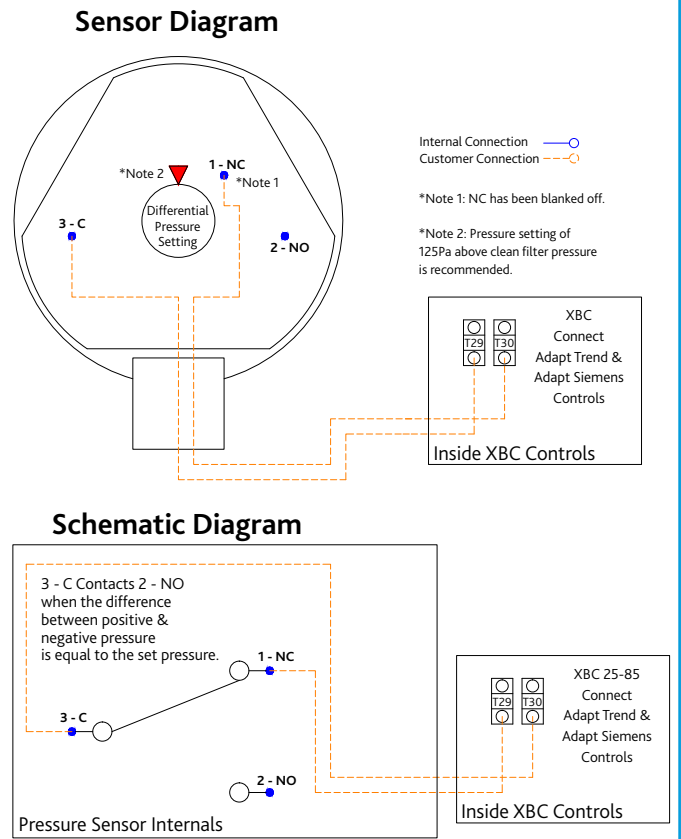 Sensor Diagram
*Note 2
1 - NC
*Note 1
3 - C
Differential
Pressure
Setting
2 - NO
Internal Connection
Customer Connection
*Note 1: NC has been blanked off.
*Note 2: Pressure setting of
125Pa above clean filter pressure
is recommended.
T29
T30
XBC
Connect
Adapt Trend &
Adapt Siemens
Controls
Inside XBC Controls
Schematic Diagram
3 - C Contacts 2 - NO
when the difference
between positive &
negative pressure
is equal to the set pressure.
1 - NC
3 - C
2 - NO
Pressure Sensor Internals
T29
T30
XBC 25-85
Connect
Adapt Trend &
Adapt Siemens
Controls
Inside XBC Controls